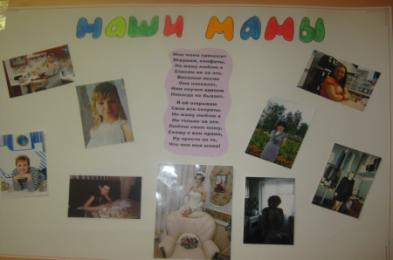 НАШИ МАМЫ
Мне мама приносит
Игрушки, конфеты,
Но маму люблю я
Совсем не за это.
Веселые песни
Она напевает,
Нам скучно вдвоем
Никогда не бывает.
Я ей открываю
Свои все секреты.
Но маму люблю я
Не только за это.
Люблю свою маму,
Скажу я вам прямо,
Ну просто за то,
Что она моя мама!